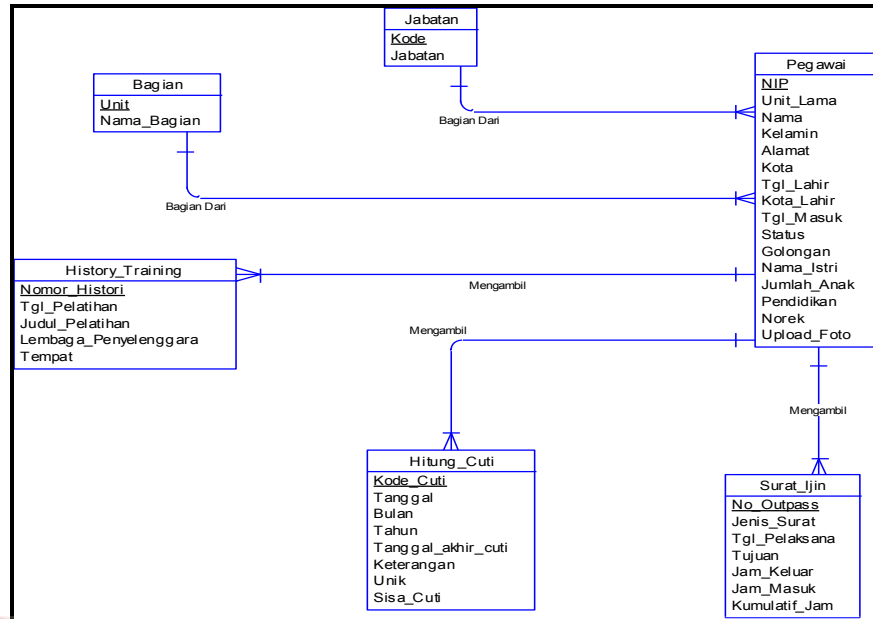 Jabatan
Kode
Jabatan
Bagian Dari
Bagian
Unit
Nama_Bagian
Bagian Dari
Pegawai
NIP
Unit_Lama
Nama
Kelamin
Alamat
Kota
Tgl_Lahir
Kota_Lahir
Tgl_Masuk
Status
Golongan
Nama_Istri
Jumlah_Anak
Pendidikan
Norek
Upload_Foto
History_Training
Nomor_Histori
Tgl_Pelatihan
Judul_Pelatihan
Lembaga_Penyelenggara
Tempat
Mengambil
Mengambil
Mengambil
Hitung_Cuti
Kode_Cuti
Tanggal
Bulan
Tahun
Tanggal_akhir_cuti
Keterangan
Unik
Sisa_Cuti
Surat_Ijin
No_Outpass
Jenis_Surat
Tgl_Pelaksana
Tujuan
Jam_Keluar
Jam_Masuk
Kumulatif_Jam